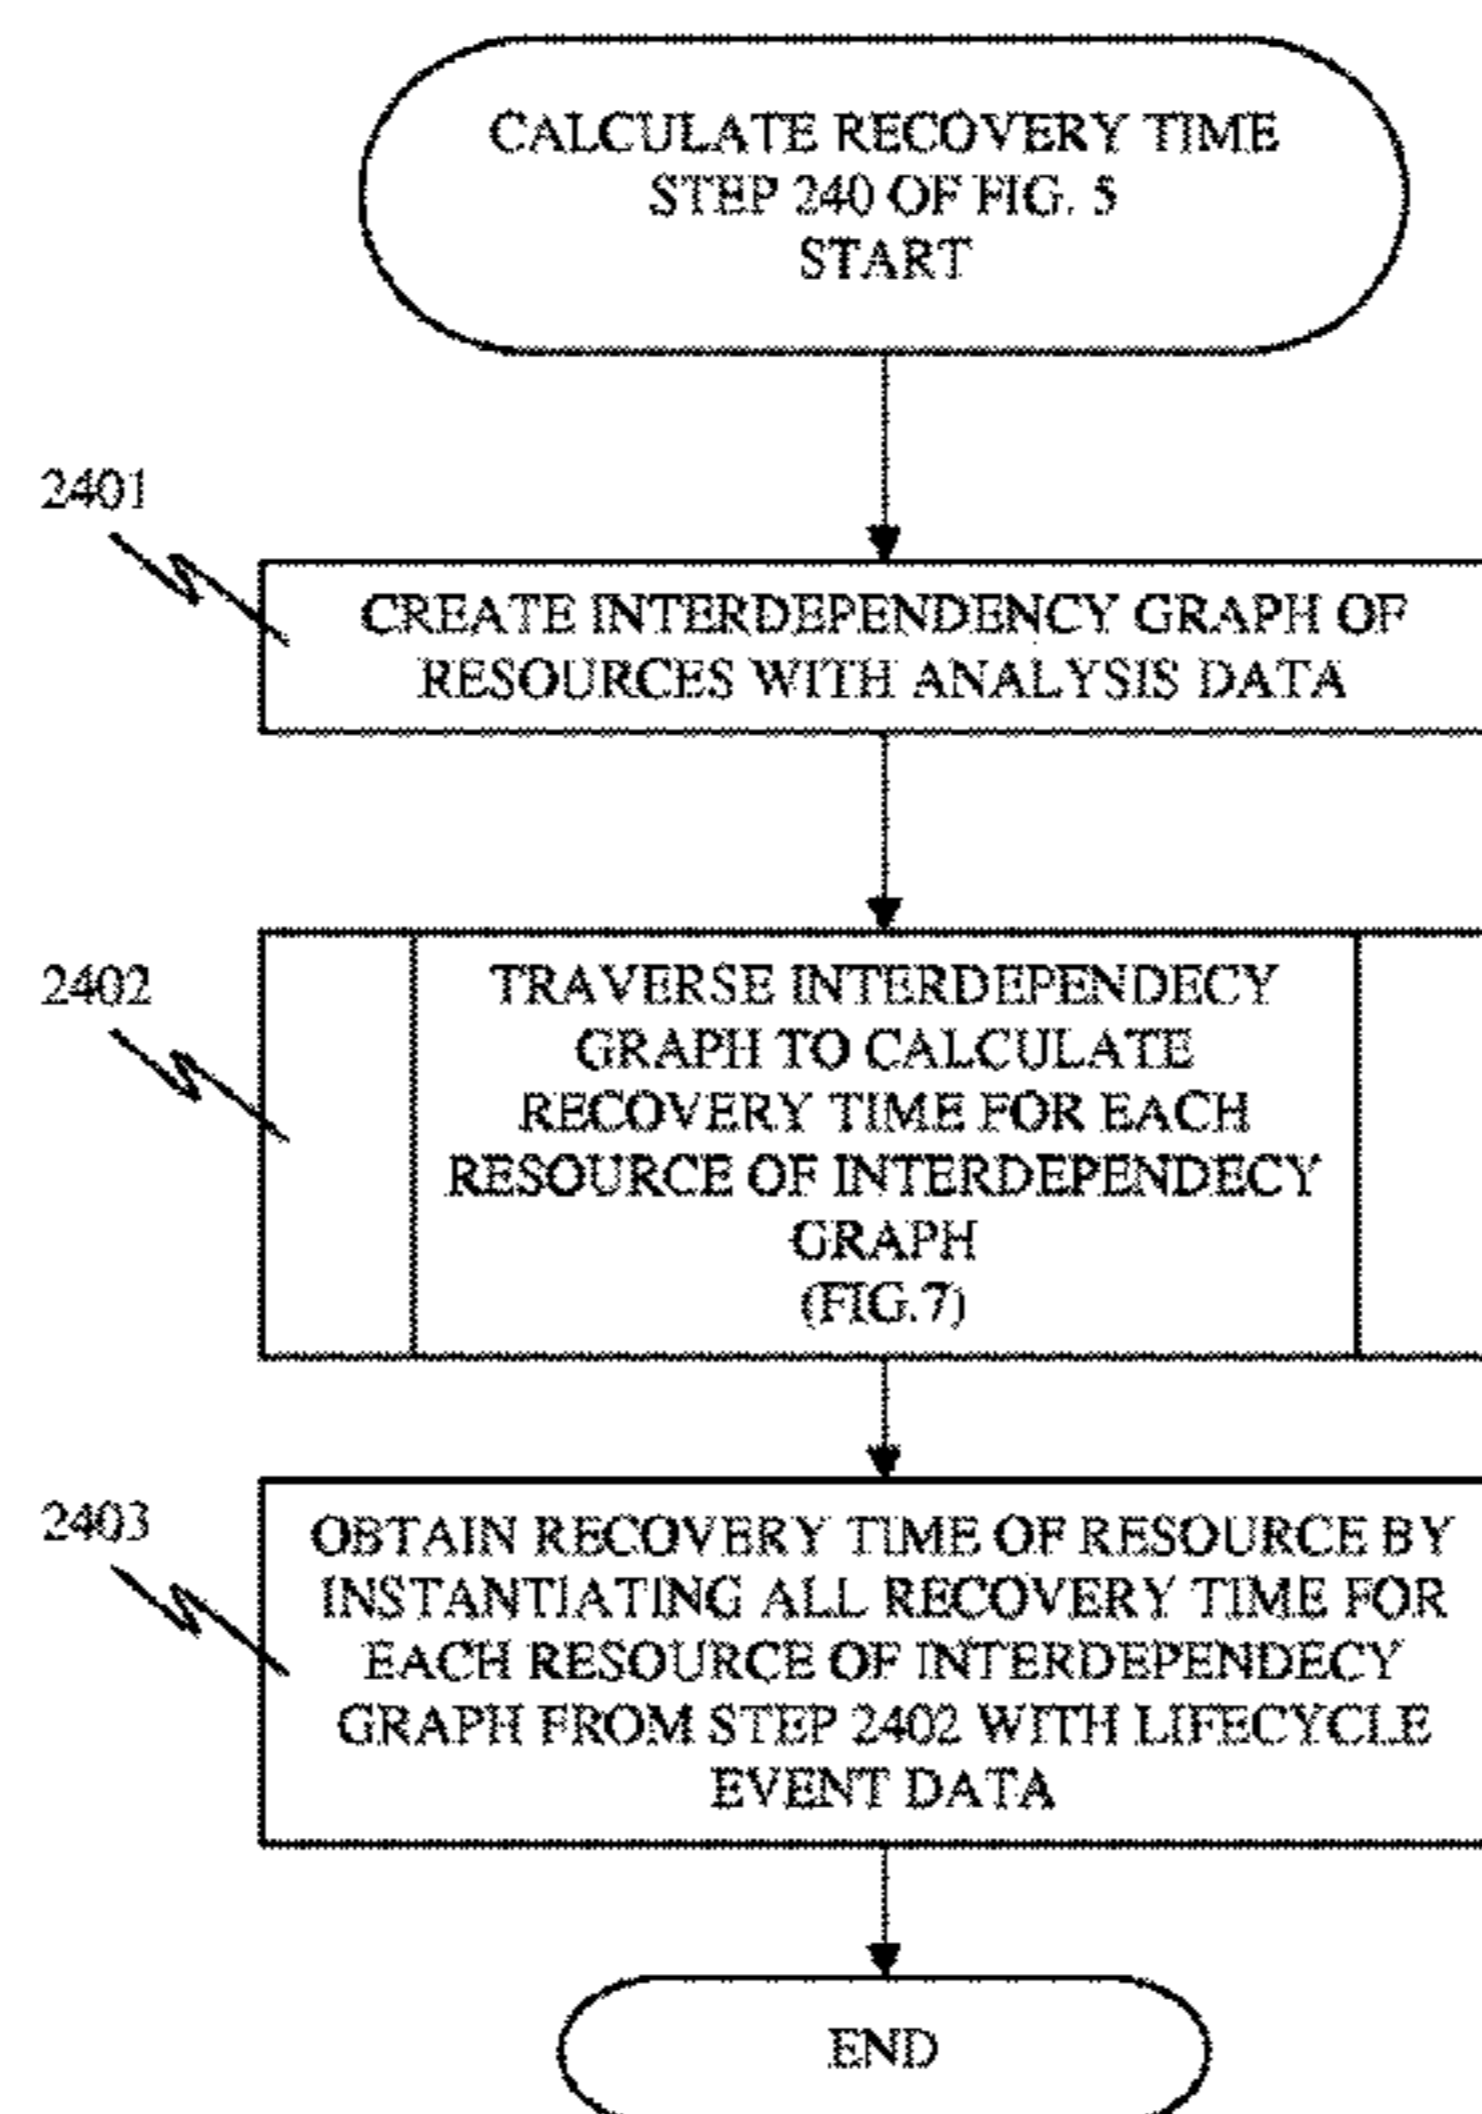 CALCULATE RECOVERY TIME
STEP 240 OF FIG. 5
START
2401
CREATE INTERDEPENDENCY GRAPH OF
RESOURCES WITH ANALYSIS DATA
2402
TRAVERSE INTERDEPENDECY
GRAPH TO CALCULATE
RECOVERY TIME FOR EACH
RESOURCE OF INTERDEPENDECY
GRAPH
(FIG.7)
2403
OBTAIN RECOVERY TIME OF RESOURCE BY
INSTANTIATING ALL RECOVERY TIME FOR
EACH RESOURCE OF INTERDEPENDECY
GRAPH FROM STEP 2402 WITH LIFECYCLE
EVENT DATA
END